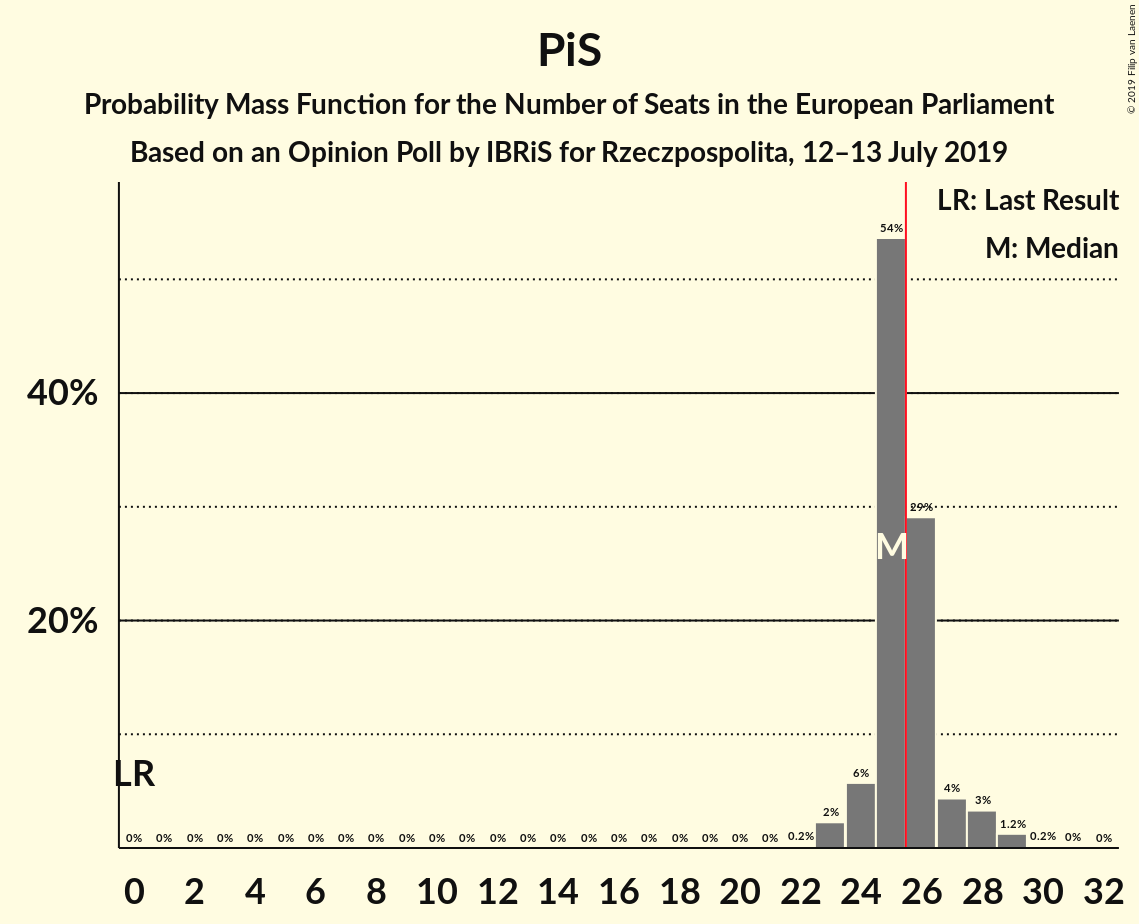 PiS
Probability Mass Function for the Number of Seats in the European Parliament
Based on an Opinion Poll by IBRiS for Rzeczpospolita, 12–13 July 2019
© 2019 Filip van Laenen
LR: Last Result
M: Median
54%
40%
29%
M
20%
LR
6%
4%
3%
2%
1.2%
0% 0% 0% 0% 0% 0% 0% 0% 0% 0% 0% 0% 0% 0% 0% 0% 0% 0% 0% 0% 0% 0% 0.2% 0.2% 0% 0%
0 2 4 6 8 10 12 14 16 18 20 22 24 26 28 30 32